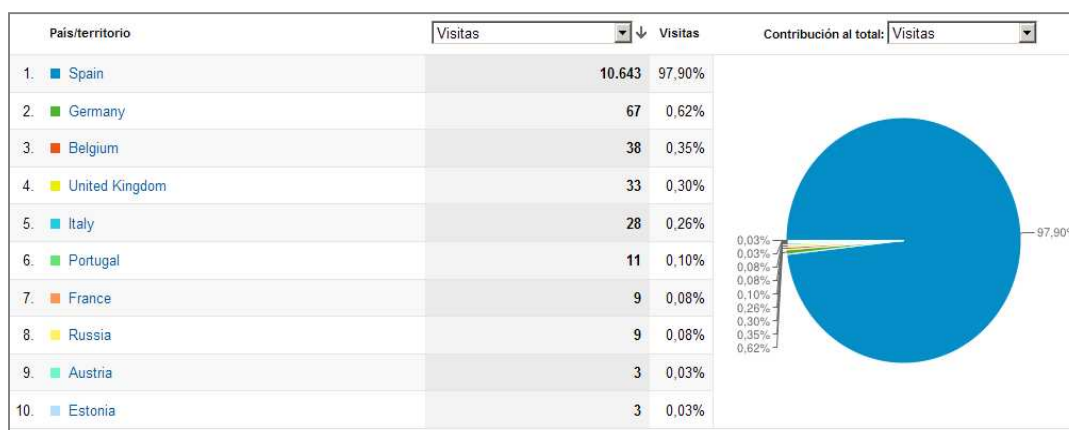 País/territorio Visitas Visitas Contribución al total: Visitas
1. Spain 10.643 97,90%
2. Germany 67 0,62%
3. Belgium 38 0,35%
4. United Kingdom 33 0,30%
5. Italy 28 0,26%
6. Portugal 11 0,10%
7. France 9 0,08%
8. Russia 9 0,08%
9. Austria 3 0,03%
10. Estonia 3 0,03%
97,90%
0,03%
0,03%
0,08%
0,08%
0,10%
0,26%
0,30%
0,35%
0,62%